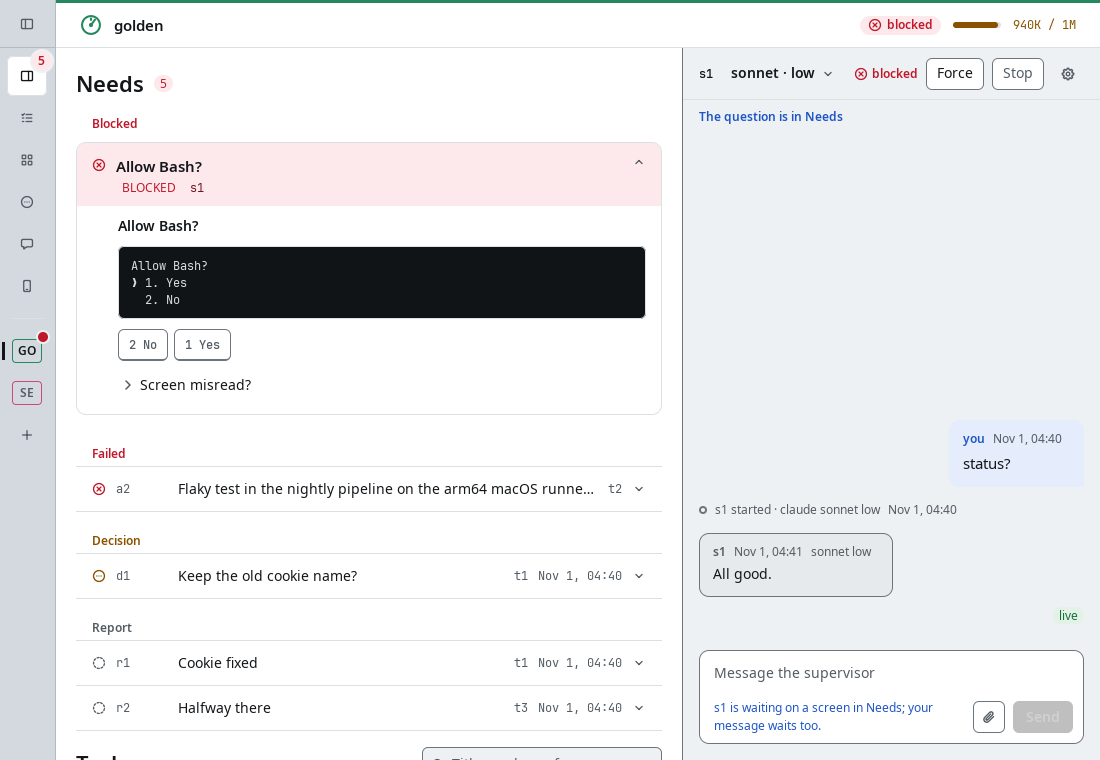 golden
blocked
940K / 1M
5
GO
SE
Needs 5
Blocked
Allow Bash?
BLOCKED s1
Allow Bash?
Allow Bash?
❯ 1. Yes
2. No
2 No
1 Yes
Screen misread?
Failed
a2 Flaky test in the nightly pipeline on the arm64 macOS runne… t2
Decision
d1 Keep the old cookie name? t1 Nov 1, 04:40
Report
r1 Cookie fixed t1 Nov 1, 04:40
r2 Halfway there t3 Nov 1, 04:40
s1 sonnet · low blocked Force Stop
The question is in Needs
you Nov 1, 04:40
status?
s1 started · claude sonnet low Nov 1, 04:40
s1 Nov 1, 04:41 sonnet low
All good.
live
Message the supervisor
s1 is waiting on a screen in Needs; your
message waits too.
Send